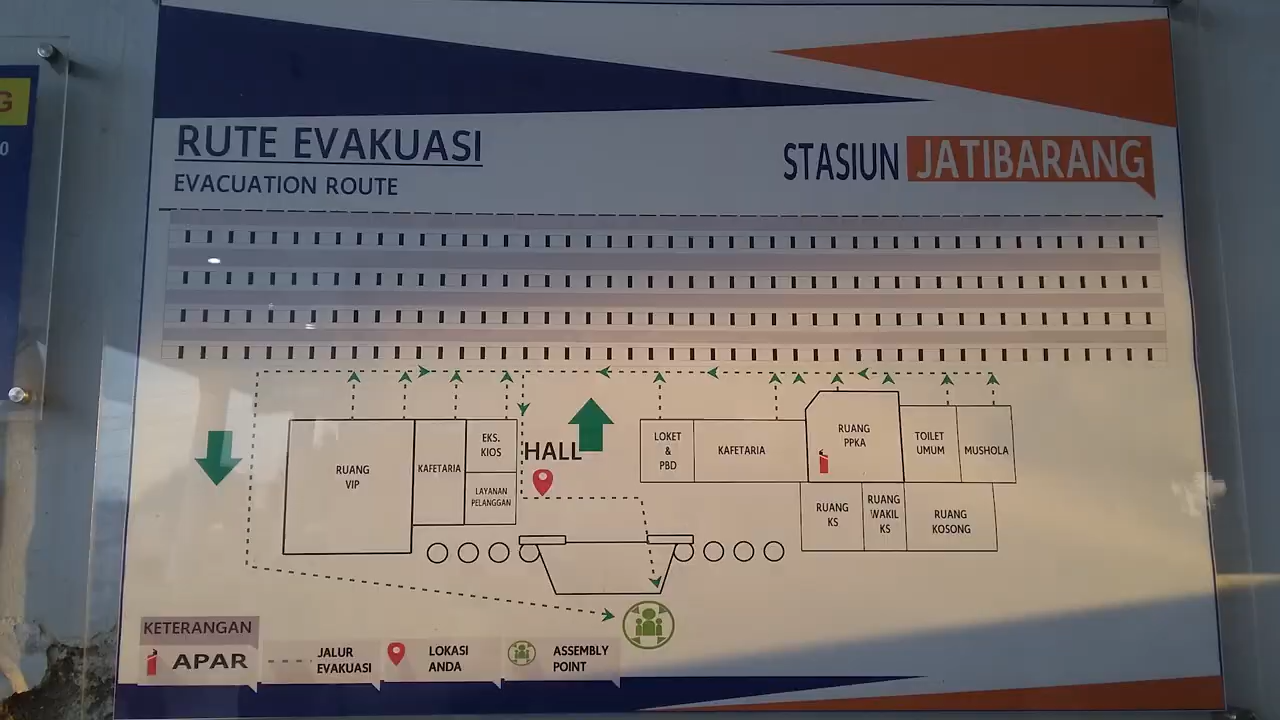 G
0
RUTE EVAKUASI
EVACUATION ROUTE
STASIUN JATIBARANG
RUANG
VIP
KAFETARIA
EKS.
KIOS
LAYANAN
PELANGGAN
HALL
LOKET
&
PBD
KAFETARIA
RUANG
PPKA
TOILET
UMUM
MUSHOLA
RUANG
KS
RUANG
WAKIL
KS
RUANG
KOSONG
KETERANGAN
APAR
JALUR
EVAKUASI
LOKASI
ANDA
ASSEMBLY
POINT